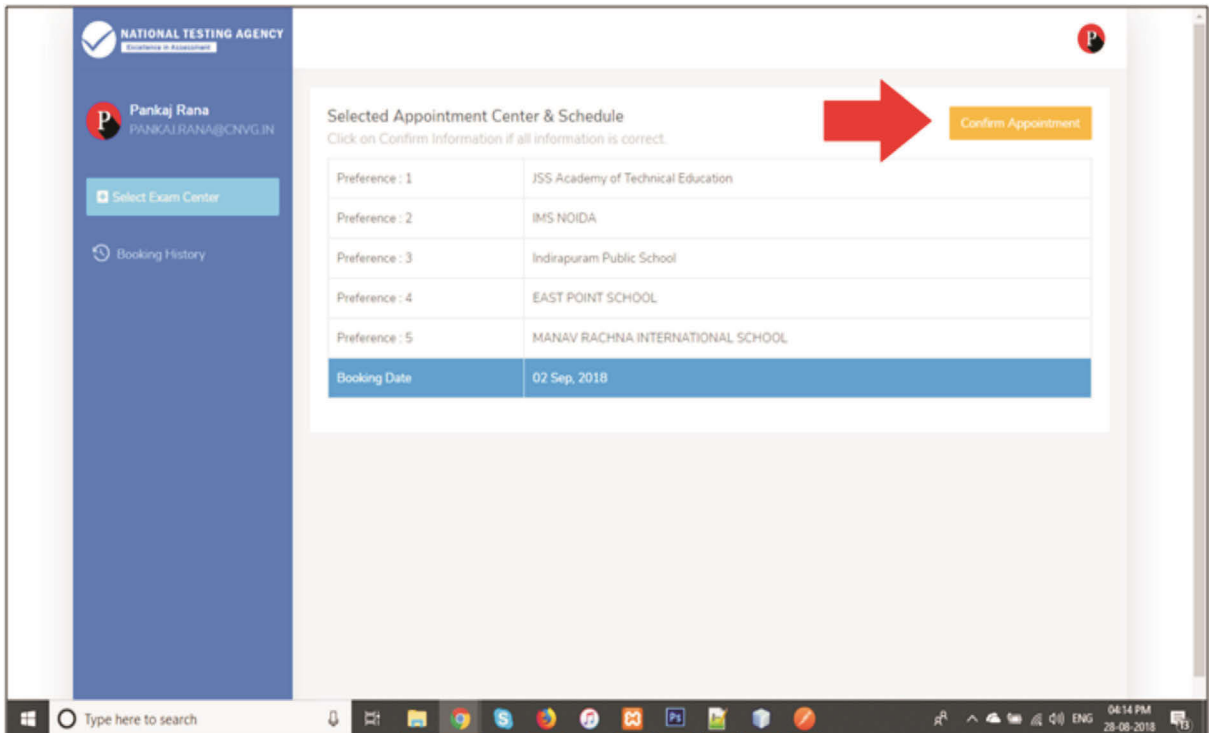 NATIONAL TESTING AGENCY
Excellence in Assessment
P
Pankaj Rana
PANKAJ.RANA@CNVG.IN
Select Exam Center
Booking History
P
Selected Appointment Center & Schedule
Click on Confirm Information if all information is correct.
Confirm Appointment
Preference : 1 JSS Academy of Technical Education
Preference : 2 IMS NOIDA
Preference : 3 Indirapuram Public School
Preference : 4 EAST POINT SCHOOL
Preference : 5 MANAV RACHNA INTERNATIONAL SCHOOL
Booking Date 02 Sep, 2018
Type here to search
Ps
ENG
04:14 PM
28-08-2018
13